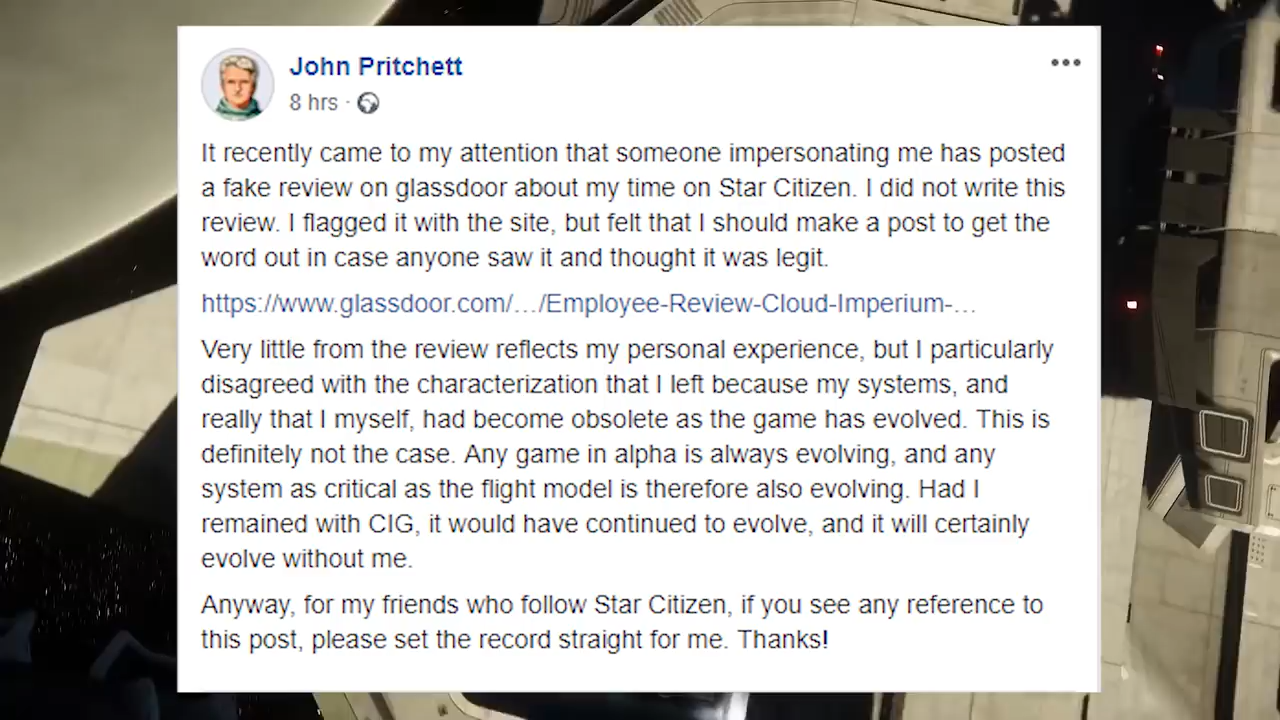 John Pritchett
8 hrs ·
It recently came to my attention that someone impersonating me has posted
a fake review on glassdoor about my time on Star Citizen. I did not write this
review. I flagged it with the site, but felt that I should make a post to get the
word out in case anyone saw it and thought it was legit.
https://www.glassdoor.com/…/Employee-Review-Cloud-Imperium-…
Very little from the review reflects my personal experience, but I particularly
disagreed with the characterization that I left because my systems, and
really that I myself, had become obsolete as the game has evolved. This is
definitely not the case. Any game in alpha is always evolving, and any
system as critical as the flight model is therefore also evolving. Had I
remained with CIG, it would have continued to evolve, and it will certainly
evolve without me.
Anyway, for my friends who follow Star Citizen, if you see any reference to
this post, please set the record straight for me. Thanks!